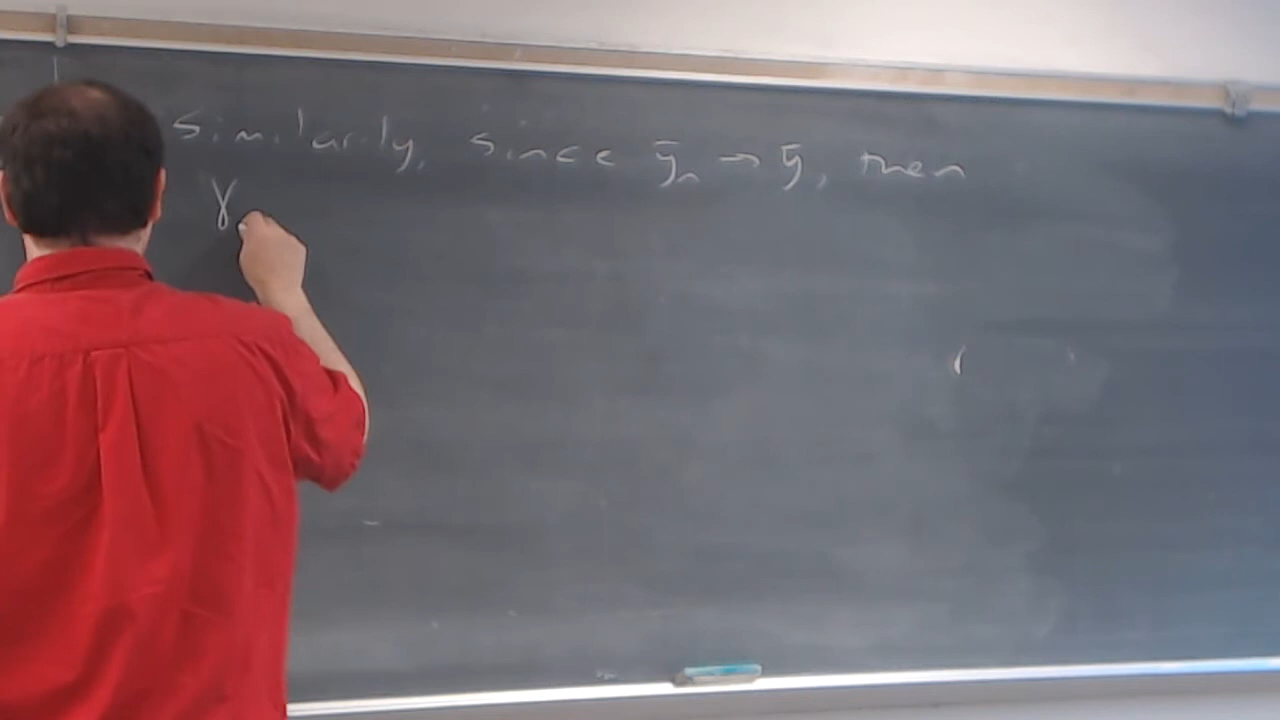 Similarly, since ȳₙ → ȳ, then
γ